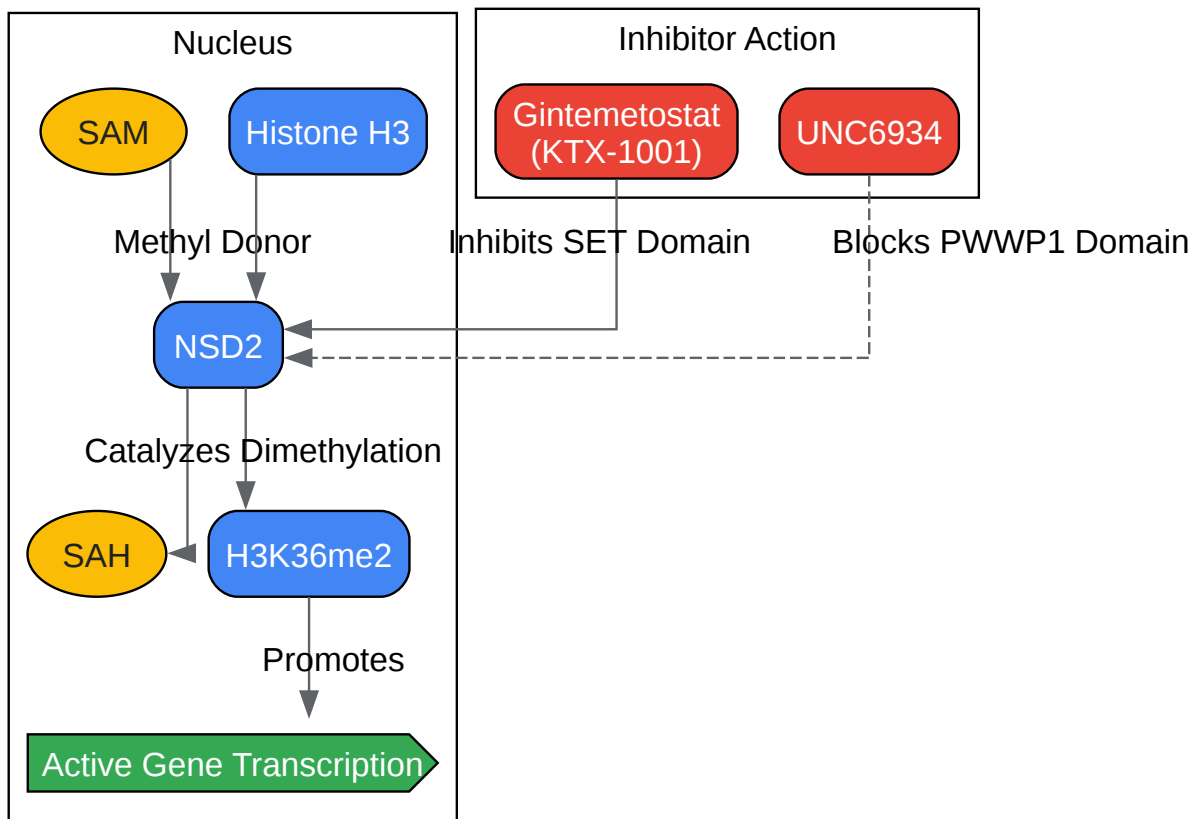 Nucleus
Inhibitor Action
SAM
Histone H3
Gintemetostat
(KTX-1001)
UNC6934
Methyl Donor
Inhibits SET Domain
Blocks PWWP1 Domain
NSD2
Catalyzes Dimethylation
SAH
H3K36me2
Promotes
Active Gene Transcription